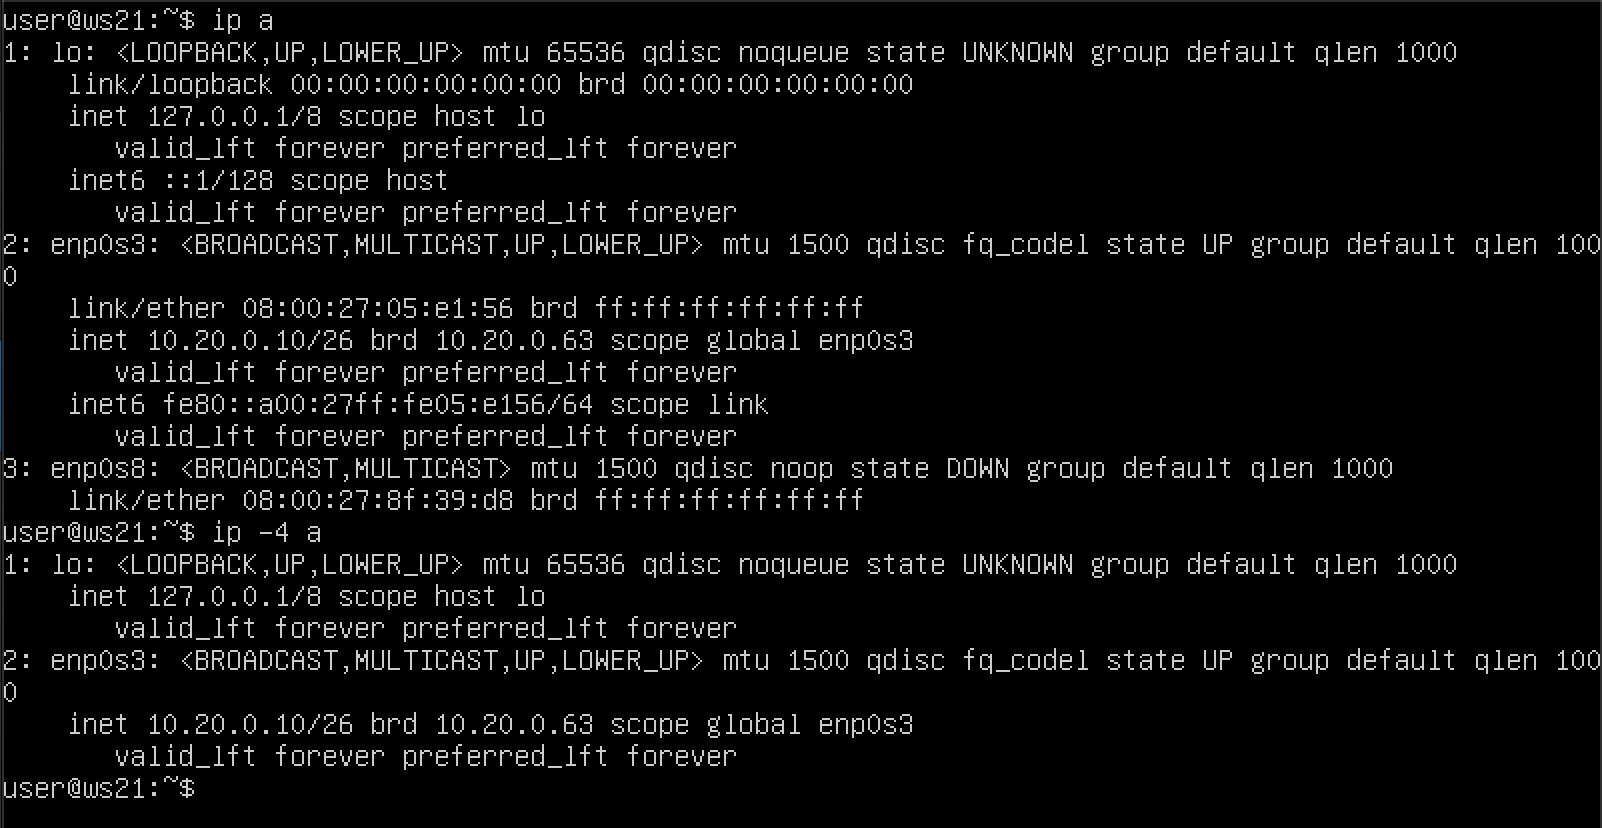 user@ws21:~$ ip a
1: lo: <LOOPBACK,UP,LOWER_UP> mtu 65536 qdisc noqueue state UNKNOWN group default qlen 1000
    link/loopback 00:00:00:00:00:00 brd 00:00:00:00:00:00
    inet 127.0.0.1/8 scope host lo
       valid_lft forever preferred_lft forever
    inet6 ::1/128 scope host
       valid_lft forever preferred_lft forever
2: enp0s3: <BROADCAST,MULTICAST,UP,LOWER_UP> mtu 1500 qdisc fq_codel state UP group default qlen 100
0
    link/ether 08:00:27:05:e1:56 brd ff:ff:ff:ff:ff:ff
    inet 10.20.0.10/26 brd 10.20.0.63 scope global enp0s3
       valid_lft forever preferred_lft forever
    inet6 fe80::a00:27ff:fe05:e156/64 scope link
       valid_lft forever preferred_lft forever
3: enp0s8: <BROADCAST,MULTICAST> mtu 1500 qdisc noop state DOWN group default qlen 1000
    link/ether 08:00:27:8f:39:d8 brd ff:ff:ff:ff:ff:ff
user@ws21:~$ ip -4 a
1: lo: <LOOPBACK,UP,LOWER_UP> mtu 65536 qdisc noqueue state UNKNOWN group default qlen 1000
    inet 127.0.0.1/8 scope host lo
       valid_lft forever preferred_lft forever
2: enp0s3: <BROADCAST,MULTICAST,UP,LOWER_UP> mtu 1500 qdisc fq_codel state UP group default qlen 100
0
    inet 10.20.0.10/26 brd 10.20.0.63 scope global enp0s3
       valid_lft forever preferred_lft forever
user@ws21:~$